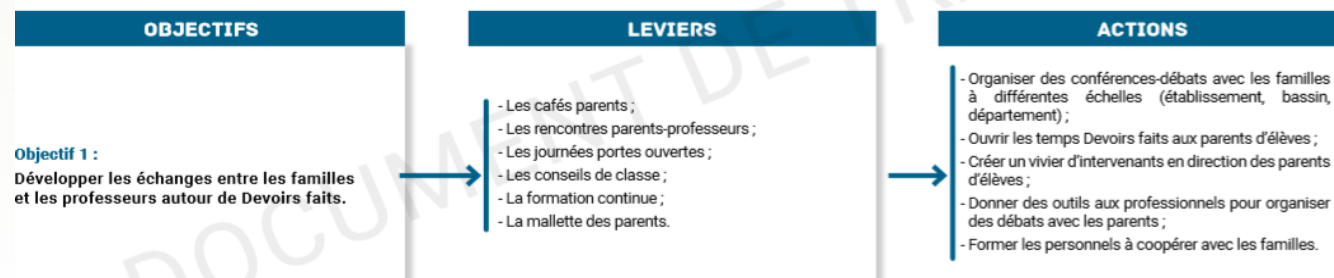 OBJECTIFS
Objectif 1 :
Développer les échanges entre les familles
et les professeurs autour de Devoirs faits.
LEVIERS
- Les cafés parents ;
- Les rencontres parents-professeurs ;
- Les journées portes ouvertes ;
- Les conseils de classe ;
- La formation continue ;
- La mallette des parents.
ACTIONS
- Organiser des conférences-débats avec les familles
à différentes échelles (établissement, bassin,
département) ;
- Ouvrir les temps Devoirs faits aux parents d'élèves ;
- Créer un vivier d'intervenants en direction des parents
d'élèves ;
- Donner des outils aux professionnels pour organiser
des débats avec les parents ;
- Former les personnels à coopérer avec les familles.
DOCUMENT DE